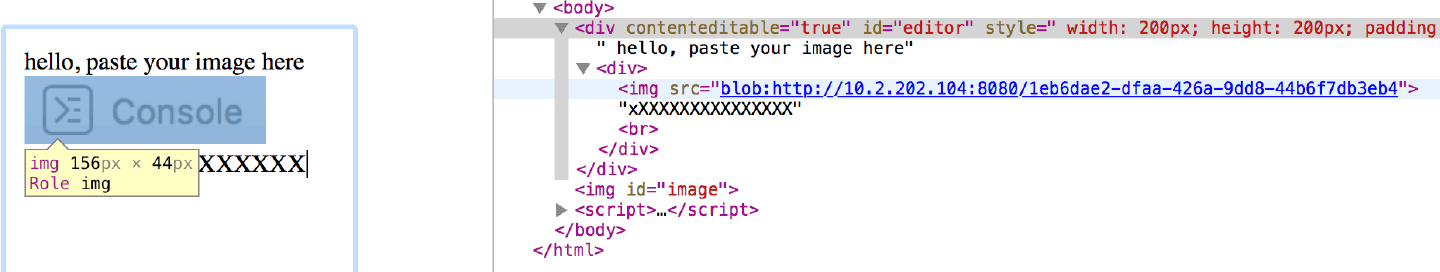 hello, paste your image here
Console
img 156px × 44px
XXXXXX
Role img
▼ <body>
▼ <div contenteditable="true" id="editor" style=" width: 200px; height: 200px; padding
" hello, paste your image here"
▼ <div>
<img src="blob:http://10.2.202.104:8080/1eb6dae2-dfaa-426a-9dd8-44b6f7db3eb4">
"xXXXXXXXXXXXXXXX"
<br>
</div>
</div>
<img id="image">
▶ <script>…</script>
</body>
</html>